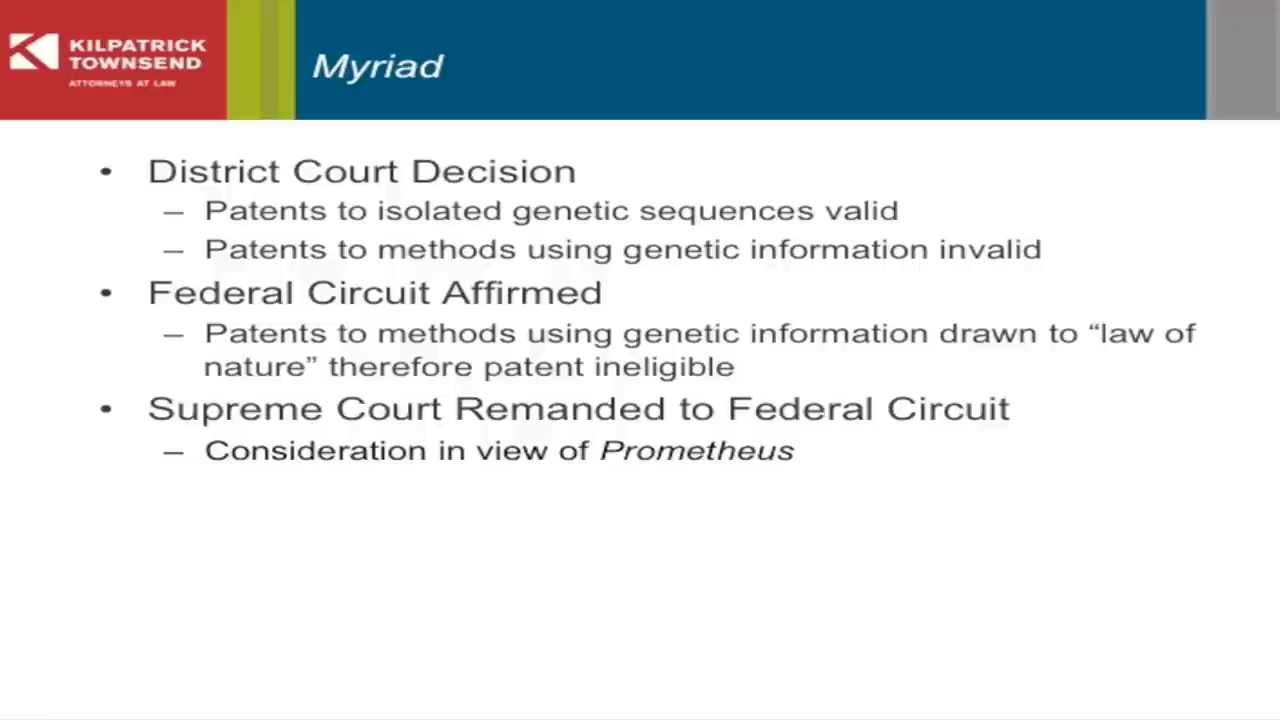 KILPATRICK
TOWNSEND
ATTORNEYS AT LAW
Myriad
• District Court Decision
– Patents to isolated genetic sequences valid
– Patents to methods using genetic information invalid
• Federal Circuit Affirmed
– Patents to methods using genetic information drawn to “law of
nature” therefore patent ineligible
• Supreme Court Remanded to Federal Circuit
– Consideration in view of Prometheus